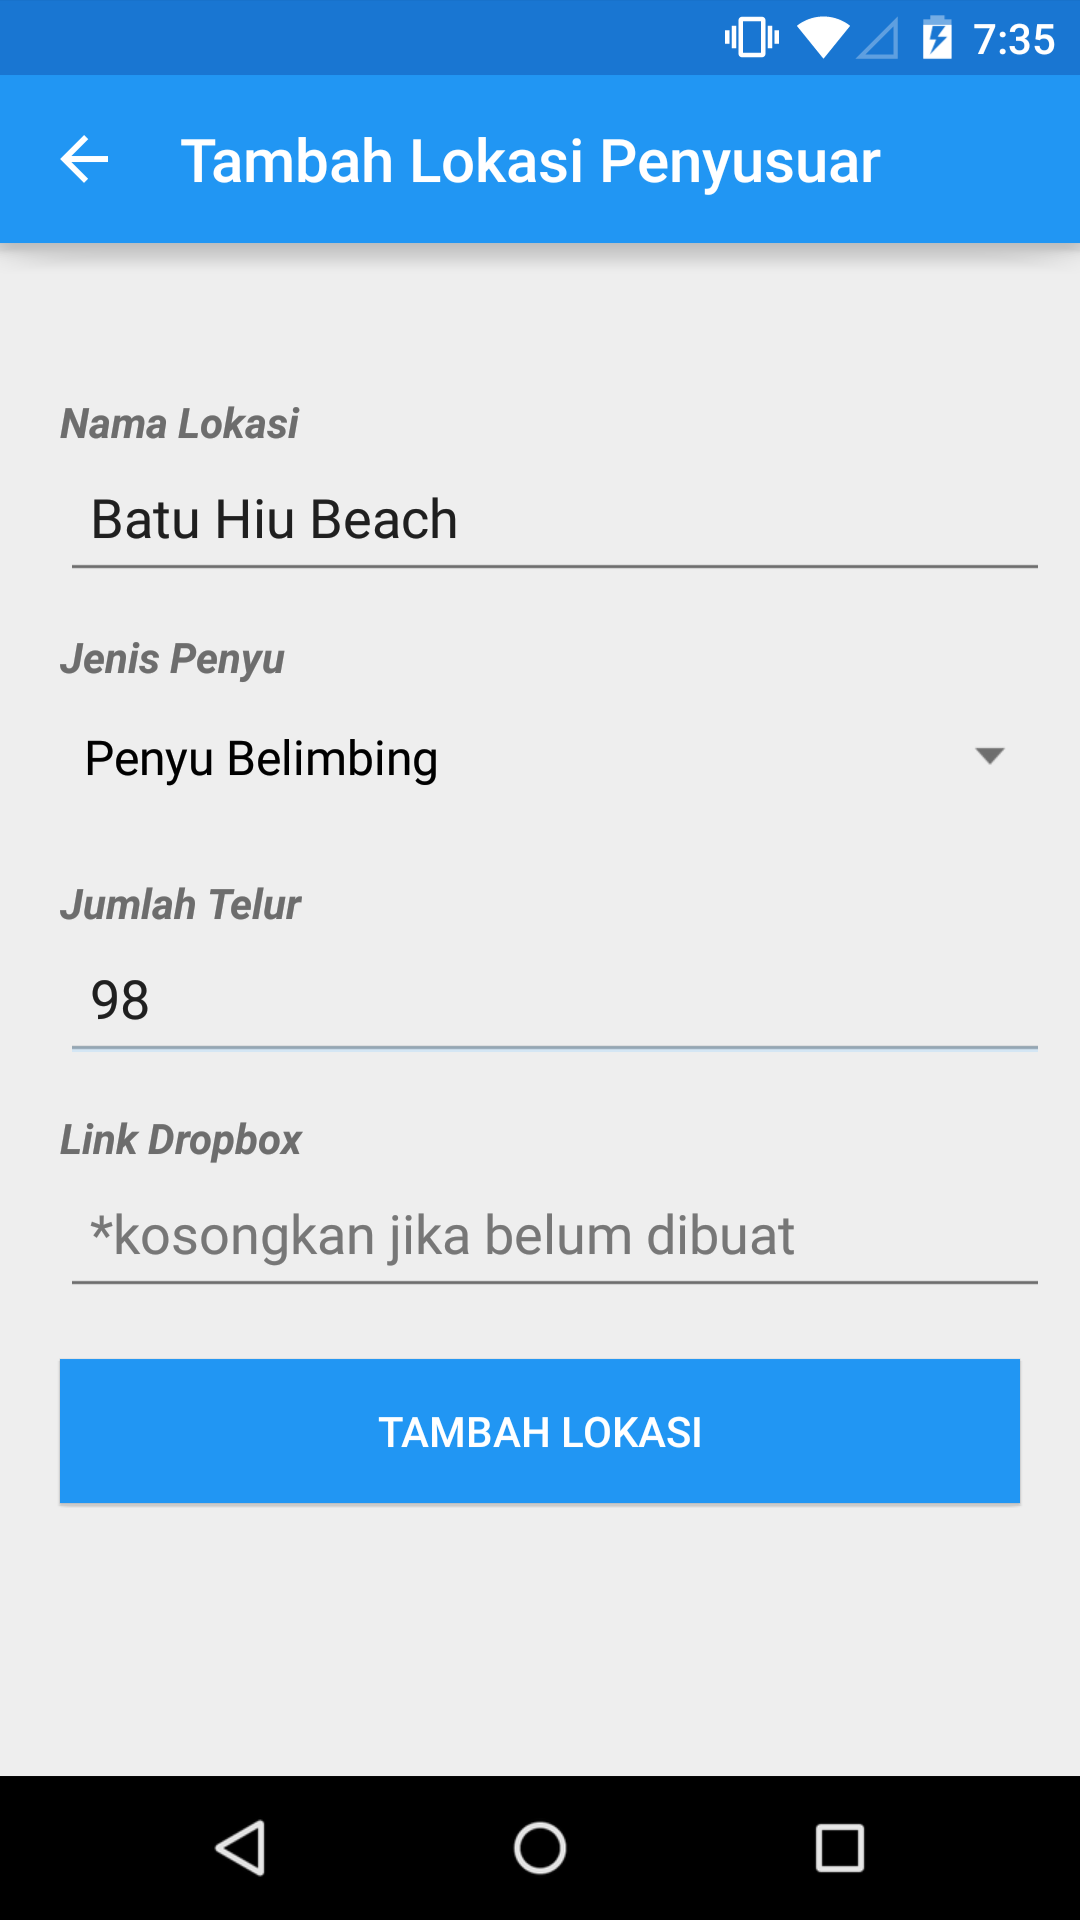 7:35
Tambah Lokasi Penyusuar
Nama Lokasi
Batu Hiu Beach
Jenis Penyu
Penyu Belimbing
Jumlah Telur
98
Link Dropbox
*kosongkan jika belum dibuat
TAMBAH LOKASI